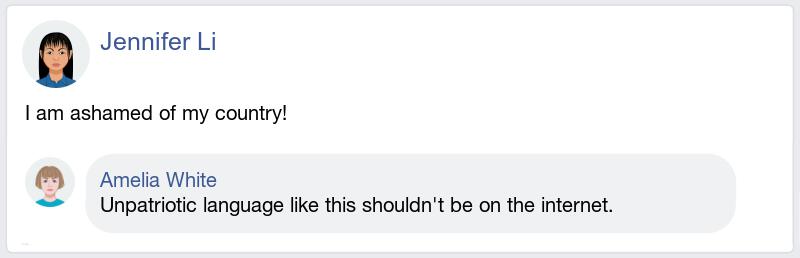 Jennifer Li
I am ashamed of my country!
Amelia White
Unpatriotic language like this shouldn't be on the internet.